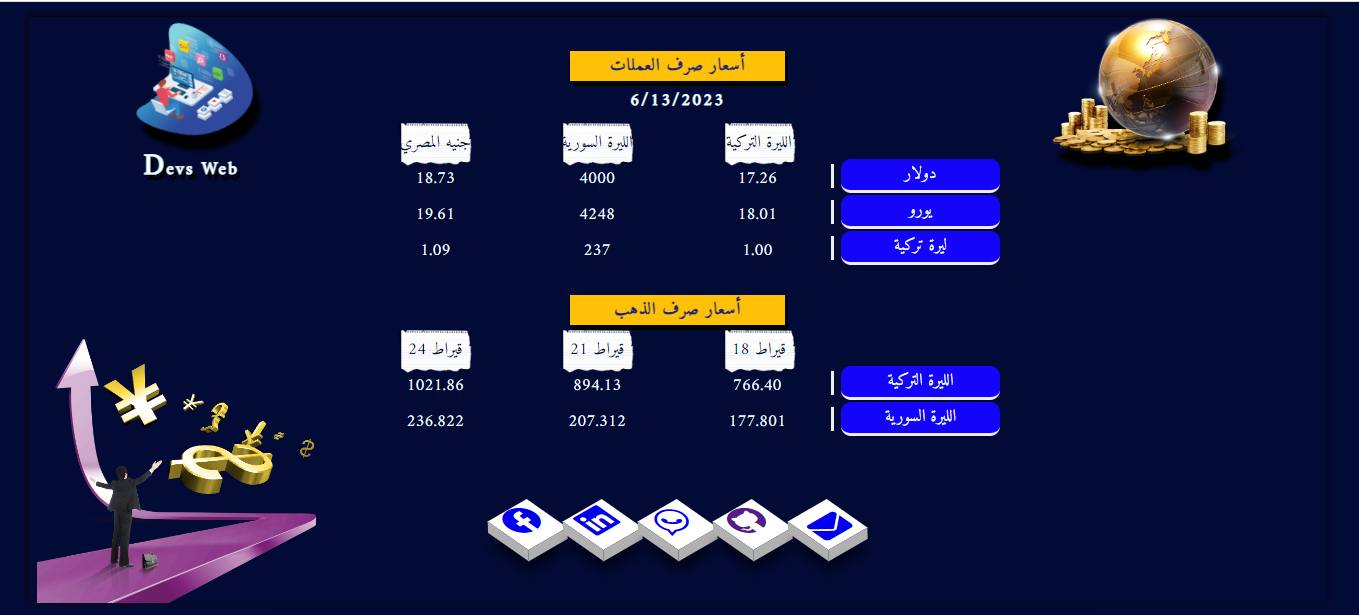 Devs Web
أسعار صرف العملات
6/13/2023
الليرة التركية الليرة السورية جنيه المصري
دولار | 17.26 4000 18.73
يورو | 18.01 4248 19.61
ليرة تركية | 1.00 237 1.09
أسعار صرف الذهب
قيراط 18 قيراط 21 قيراط 24
الليرة التركية | 766.40 894.13 1021.86
الليرة السورية | 177.801 207.312 236.822